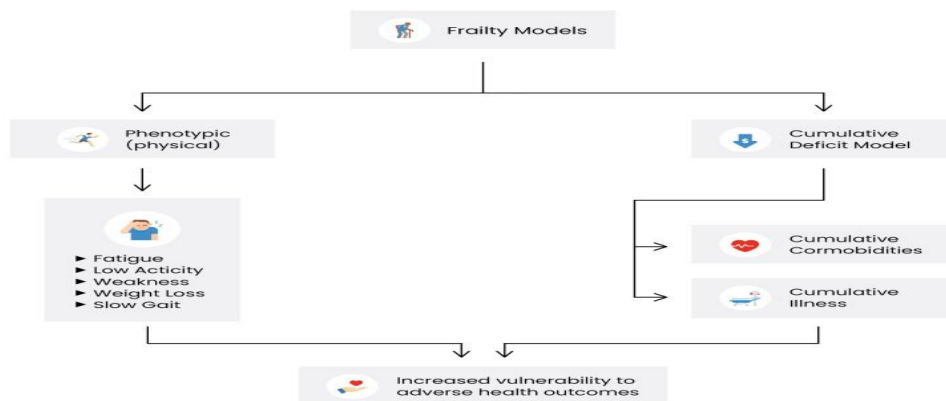 Frailty Models
Phenotypic
(physical)
Cumulative
Deficit Model
► Fatigue
► Low Acticity
► Weakness
► Weight Loss
► Slow Gait
Cumulative
Cormobidities
Cumulative
Illness
Increased vulnerability to
adverse health outcomes